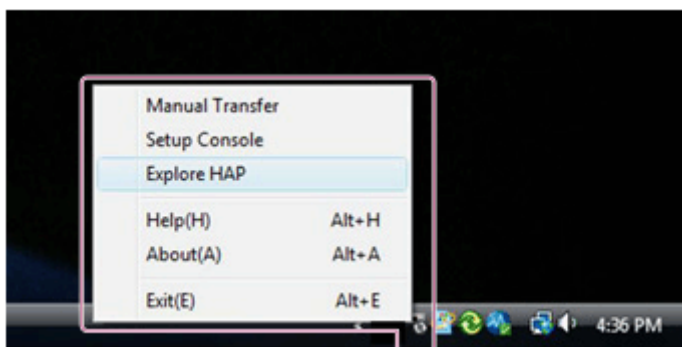 Manual Transfer
Setup Console
Explore HAP
Help(H) Alt+H
About(A) Alt+A
Exit(E) Alt+E
4:36 PM